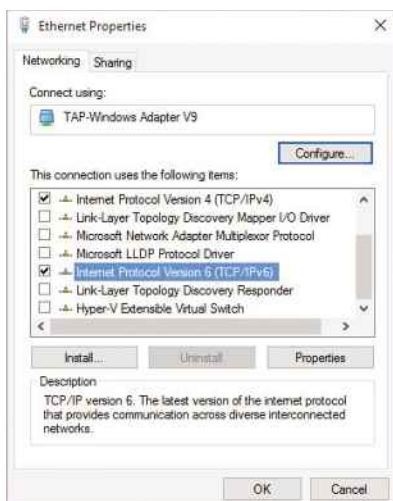 Ethernet Properties
Networking Sharing
Connect using:
TAP-Windows Adapter V9
Configure...
This connection uses the following items:
Internet Protocol Version 4 (TCP/IPv4)
Link-Layer Topology Discovery Mapper I/O Driver
Microsoft Network Adapter Multiplexor Protocol
Microsoft LLDP Protocol Driver
Internet Protocol Version 6 (TCP/IPv6)
Link-Layer Topology Discovery Responder
Hyper-V Extensible Virtual Switch
Install... Uninstall Properties
Description
TCP/IP version 6. The latest version of the internet protocol
that provides communication across diverse interconnected
networks.
OK Cancel